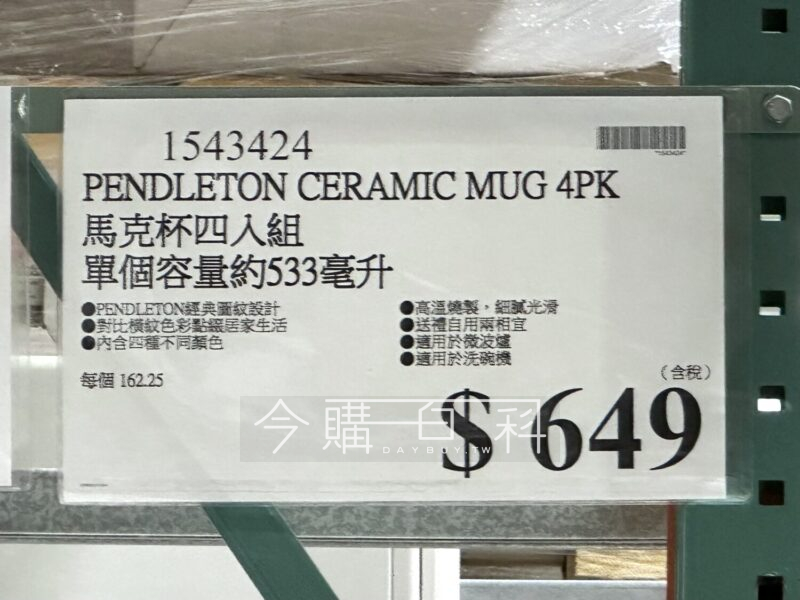 1543424
*1543424*
PENDLETON CERAMIC MUG 4PK
馬克杯四入組
單個容量約533毫升
●PENDLETON經典圖紋設計
●對比橫紋色彩點綴居家生活
●內含四種不同顏色
●高溫燒製，細膩光滑
●送禮自用兩相宜
●適用於微波爐
●適用於洗碗機
每個 162.25
（含稅）
$ 649
今購百科
DAYBUY.TW